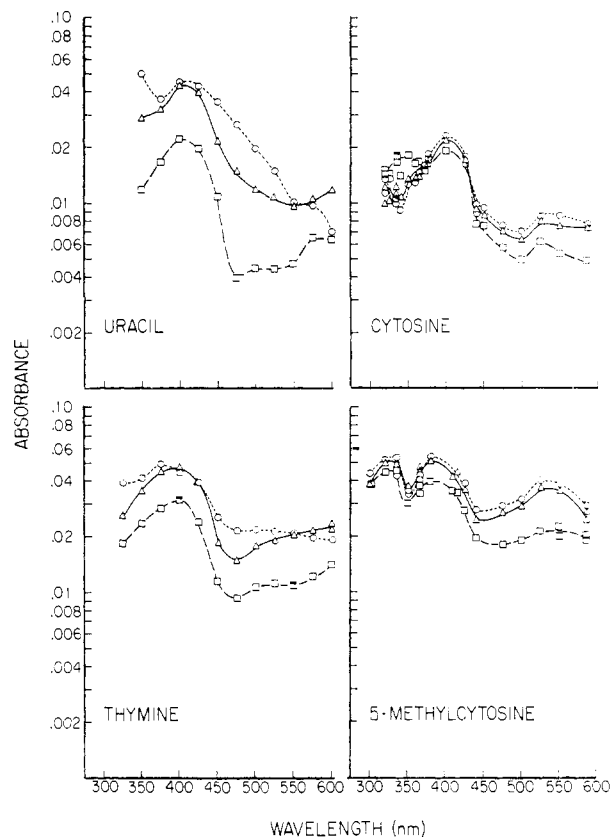 .10
.08
.06
.04
.02
.01
.008
.006
.004
.002
URACIL
CYTOSINE
ABSORBANCE
.10
.08
.06
.04
.02
.01
.008
.006
.004
.002
THYMINE
5-METHYLCYTOSINE
300 350 400 450 500 550 600 300 350 400 450 500 550 600
WAVELENGTH (nm)